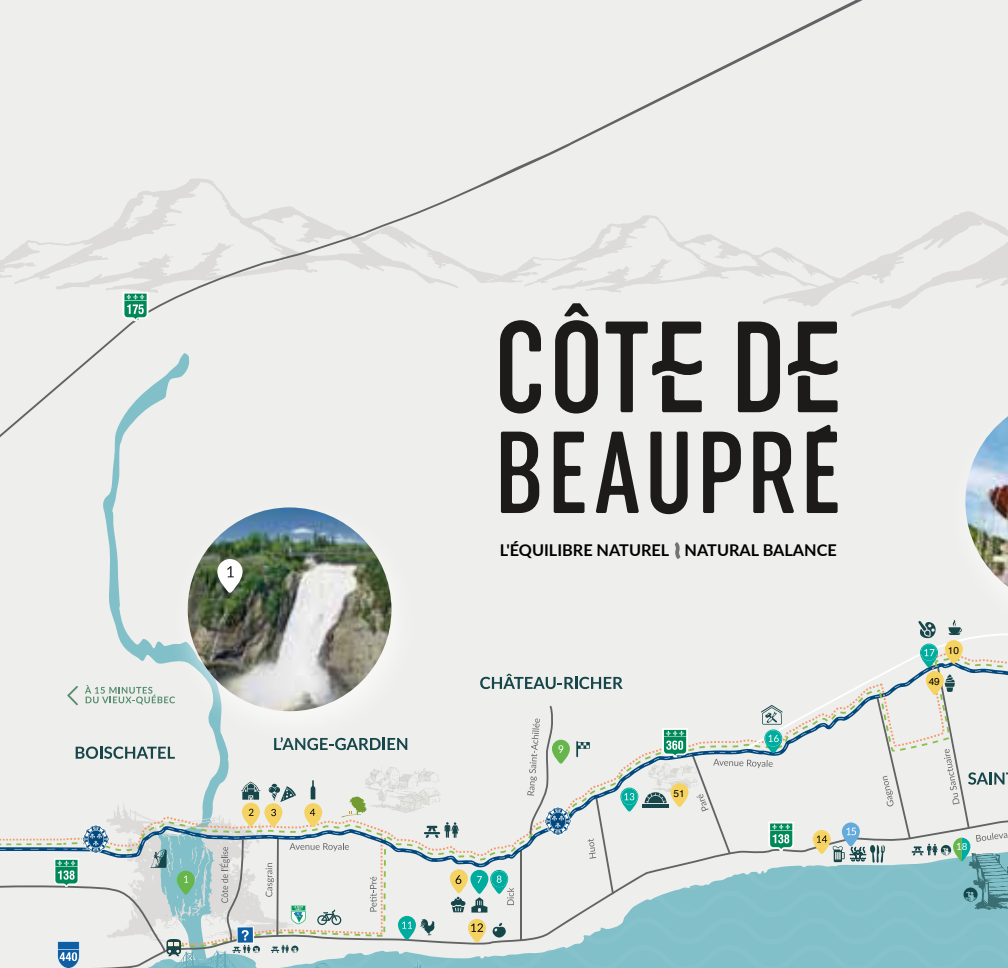 175
CÔTE DE
BEAUPRÉ
L'ÉQUILIBRE NATUREL NATURAL BALANCE
1
À 15 MINUTES
DU VIEUX-QUÉBEC
BOISCHATEL
L'ANGE-GARDIEN
CHÂTEAU-RICHER
17
10
49
9
360
16
Rang Saint-Achillée
Avenue Royale
13
51
Paré
Gagnon
Du Sanctuaire
SAINT
2
3
4
Avenue Royale
Huot
138
14
15
Bouleva
18
138
1
Côte de l'Église
Casgrain
Petit-Pré
6
7
8
Dick
11
12
?
440